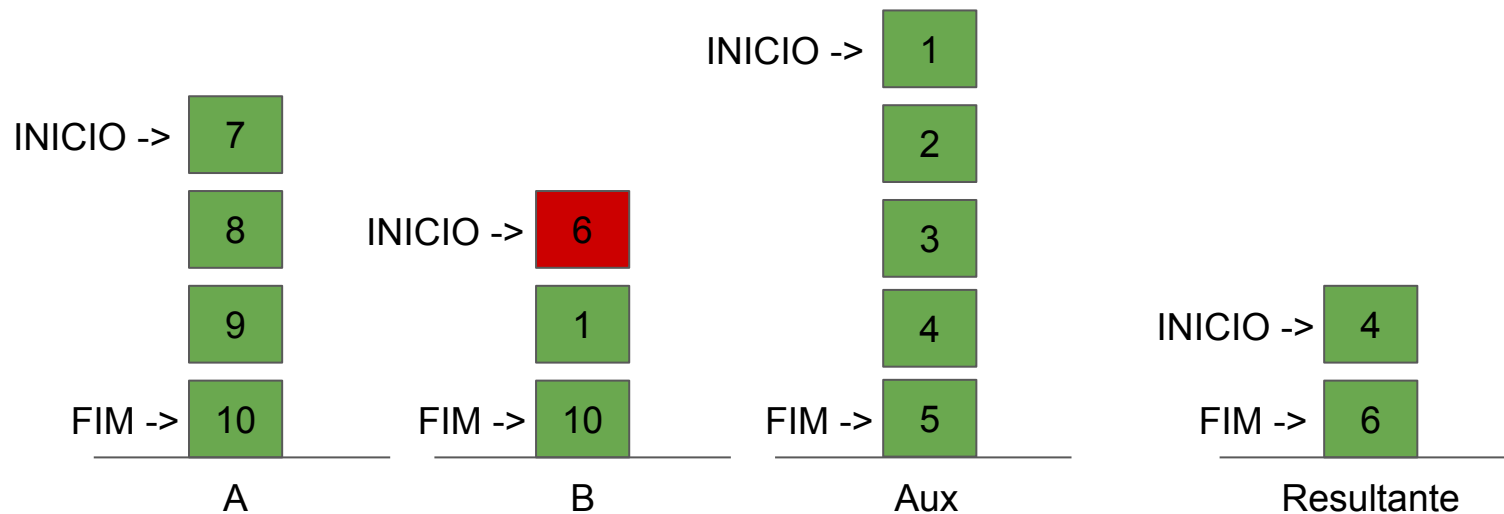 INICIO -> 1
INICIO -> 7
2
8
INICIO -> 6
3
9
1
4
INICIO -> 4
FIM -> 10
FIM -> 10
FIM -> 5
FIM -> 6
A
B
Aux
Resultante